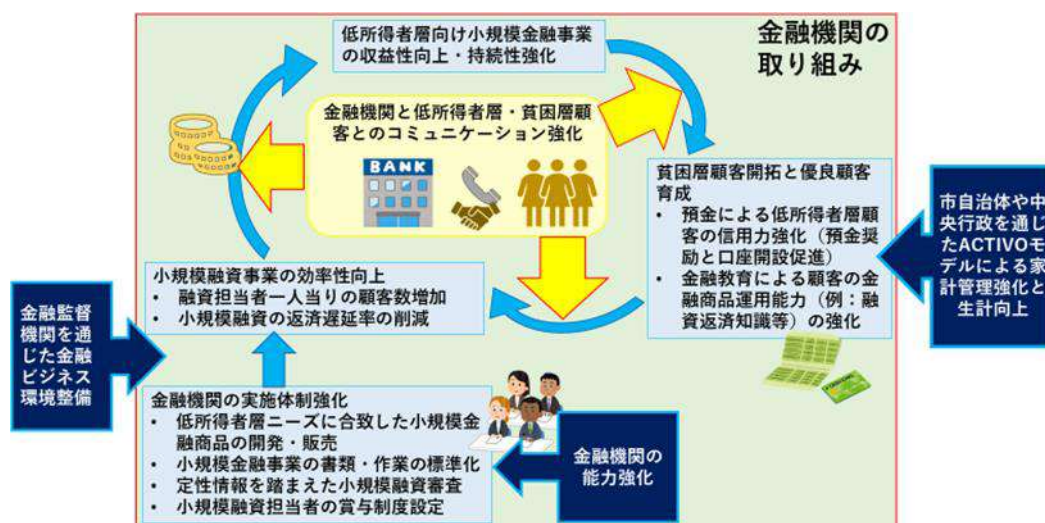 金融機関の
取り組み
低所得者層向け小規模金融事業
の収益性向上・持続性強化
金融機関と低所得者層・貧困層顧
客とのコミュニケーション強化
BANK
貧困層顧客開拓と優良顧客
育成
• 預金による低所得者層顧
客の信用力強化（預金奨
励と口座開設促進）
• 金融教育による顧客の金
融商品運用能力（例：融
資返済知識等）の強化
市自治体や中
央行政を通じ
たACTIVOモ
デルによる家
計管理強化と
生計向上
小規模融資事業の効率性向上
• 融資担当者一人当りの顧客数増加
• 小規模融資の返済遅延率の削減
金融監督
機関を通
じた金融
ビジネス
環境整備
金融機関の実施体制強化
• 低所得者層ニーズに合致した小規模金
融商品の開発・販売
• 小規模金融事業の書類・作業の標準化
• 定性情報を踏まえた小規模融資審査
• 小規模融資担当者の賞与制度設定
金融機関の
能力強化